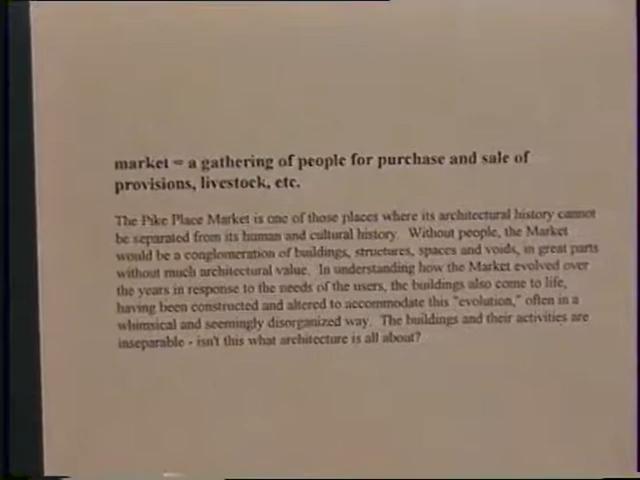 market = a gathering of people for purchase and sale of
provisions, livestock, etc.
The Pike Place Market is one of those places where its architectural history cannot
be separated from its human and cultural history. Without people, the Market
would be a conglomeration of buildings, structures, spaces and voids, in great parts
without much architectural value. In understanding how the Market evolved over
the years in response to the needs of the users, the buildings also come to life,
having been constructed and altered to accommodate this "evolution," often in a
whimsical and seemingly disorganized way. The buildings and their activities are
inseparable - isn't this what architecture is all about?